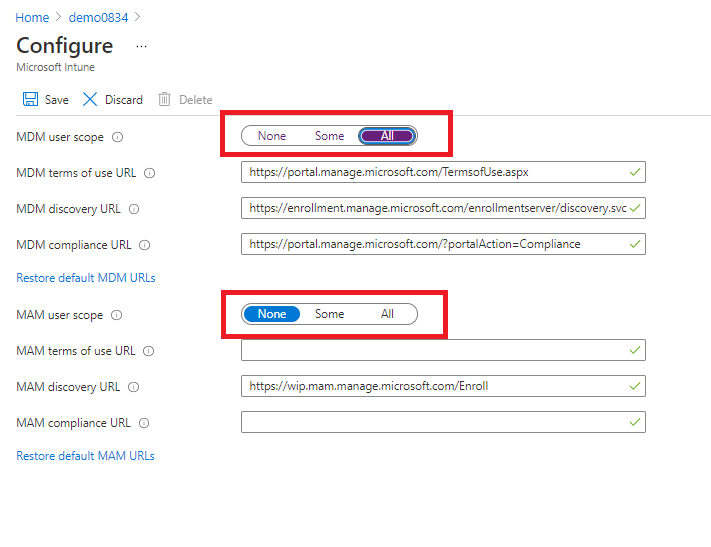 Home > demo0834 >
Configure ...
Microsoft Intune
Save Discard Delete
MDM user scope None Some All
MDM terms of use URL https://portal.manage.microsoft.com/TermsofUse.aspx
MDM discovery URL https://enrollment.manage.microsoft.com/enrollmentserver/discovery.svc
MDM compliance URL https://portal.manage.microsoft.com/?portalAction=Compliance
Restore default MDM URLs
MAM user scope None Some All
MAM terms of use URL
MAM discovery URL https://wip.mam.manage.microsoft.com/Enroll
MAM compliance URL
Restore default MAM URLs